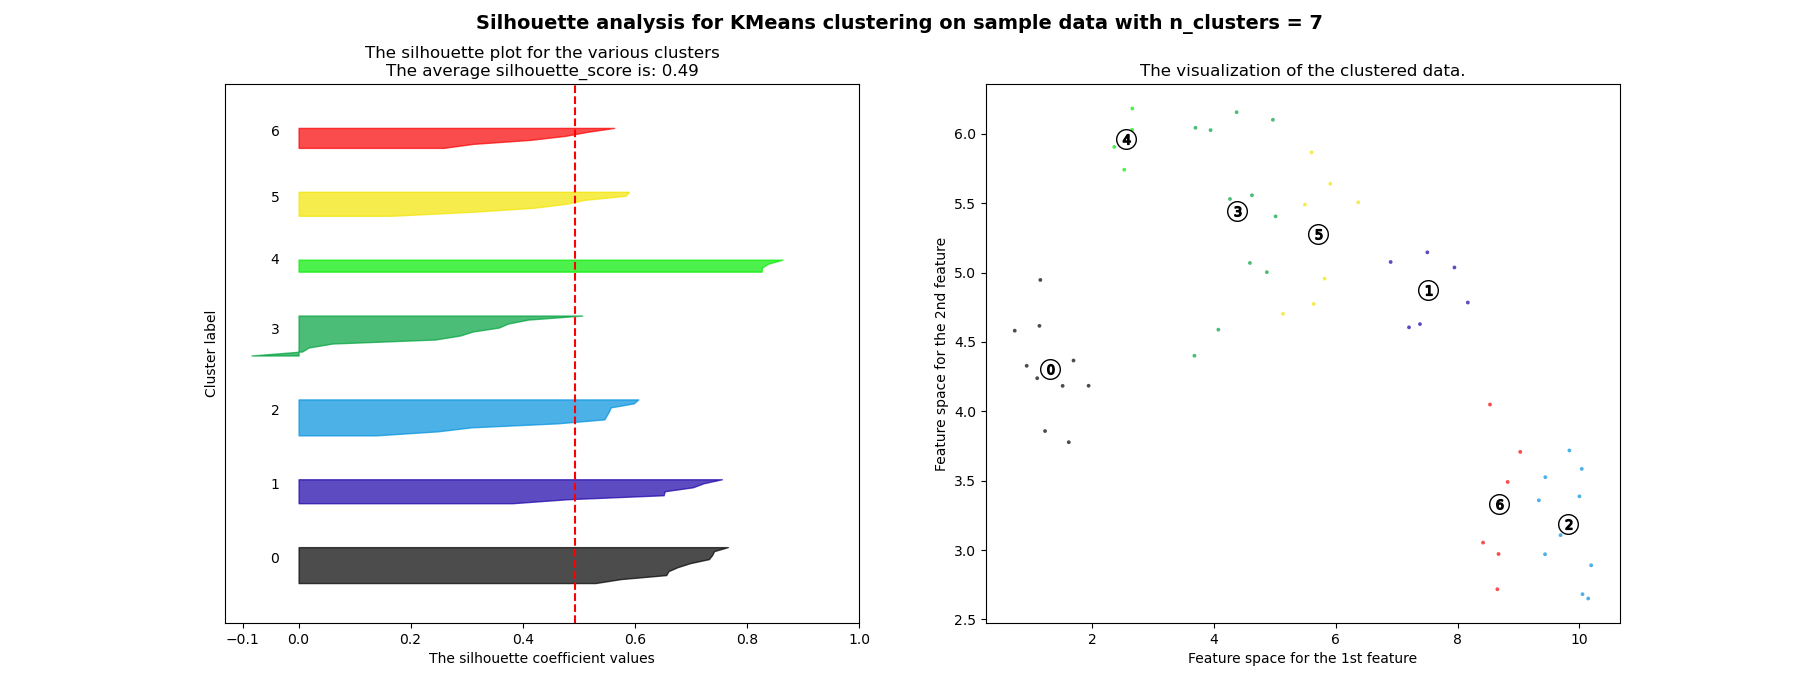 Silhouette analysis for KMeans clustering on sample data with n_clusters = 7
The silhouette plot for the various clusters
The average silhouette_score is: 0.49
6
5
4
3
2
1
0
Cluster label
−0.1 0.0 0.2 0.4 0.6 0.8 1.0
The silhouette coefficient values
The visualization of the clustered data.
6.0
5.5
5.0
4.5
4.0
3.5
3.0
2.5
Feature space for the 2nd feature
4
3
5
1
0
6
2
2 4 6 8 10
Feature space for the 1st feature